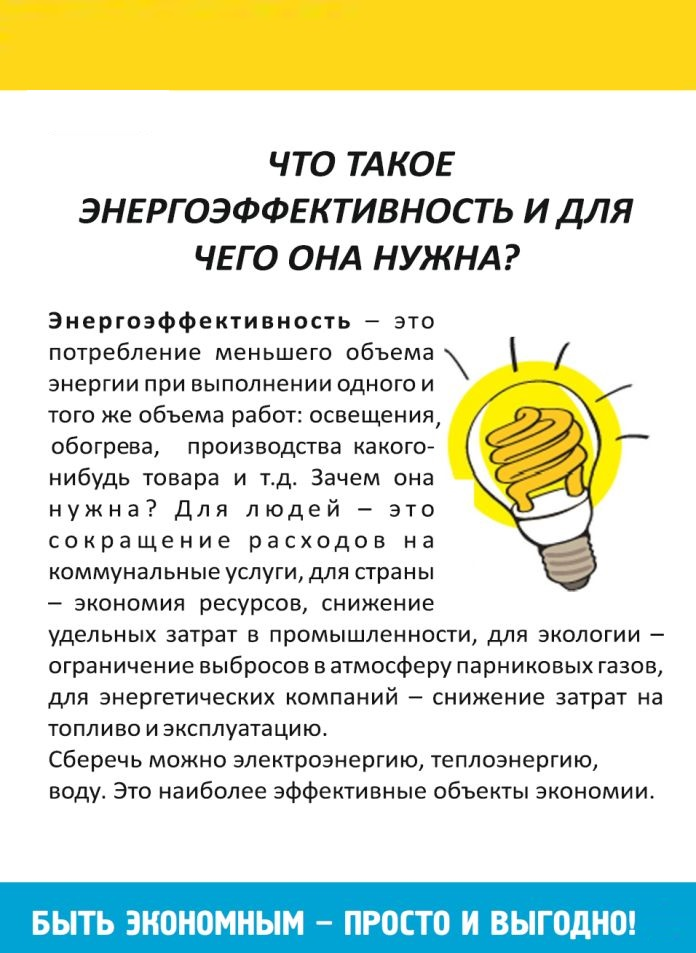 ЧТО ТАКОЕ
ЭНЕРГОЭФФЕКТИВНОСТЬ И ДЛЯ
ЧЕГО ОНА НУЖНА?
Энергоэффективность – это
потребление меньшего объема
энергии при выполнении одного и
того же объема работ: освещения,
обогрева, производства какого-
нибудь товара и т.д. Зачем она
нужна? Для людей – это
сокращение расходов на
коммунальные услуги, для страны
– экономия ресурсов, снижение
удельных затрат в промышленности, для экологии –
ограничение выбросов в атмосферу парниковых газов,
для энергетических компаний – снижение затрат на
топливо и эксплуатацию.
Сберечь можно электроэнергию, теплоэнергию,
воду. Это наиболее эффективные объекты экономии.
БЫТЬ ЭКОНОМНЫМ – ПРОСТО И ВЫГОДНО!